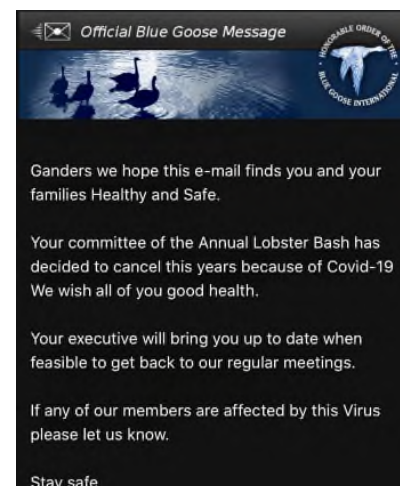 Official Blue Goose Message
HONORABLE ORDER OF THE
BLUE GOOSE INTERNATIONAL
Ganders we hope this e-mail finds you and your
families Healthy and Safe.
Your committee of the Annual Lobster Bash has
decided to cancel this years because of Covid-19
We wish all of you good health.
Your executive will bring you up to date when
feasible to get back to our regular meetings.
If any of our members are affected by this Virus
please let us know.
Stay safe